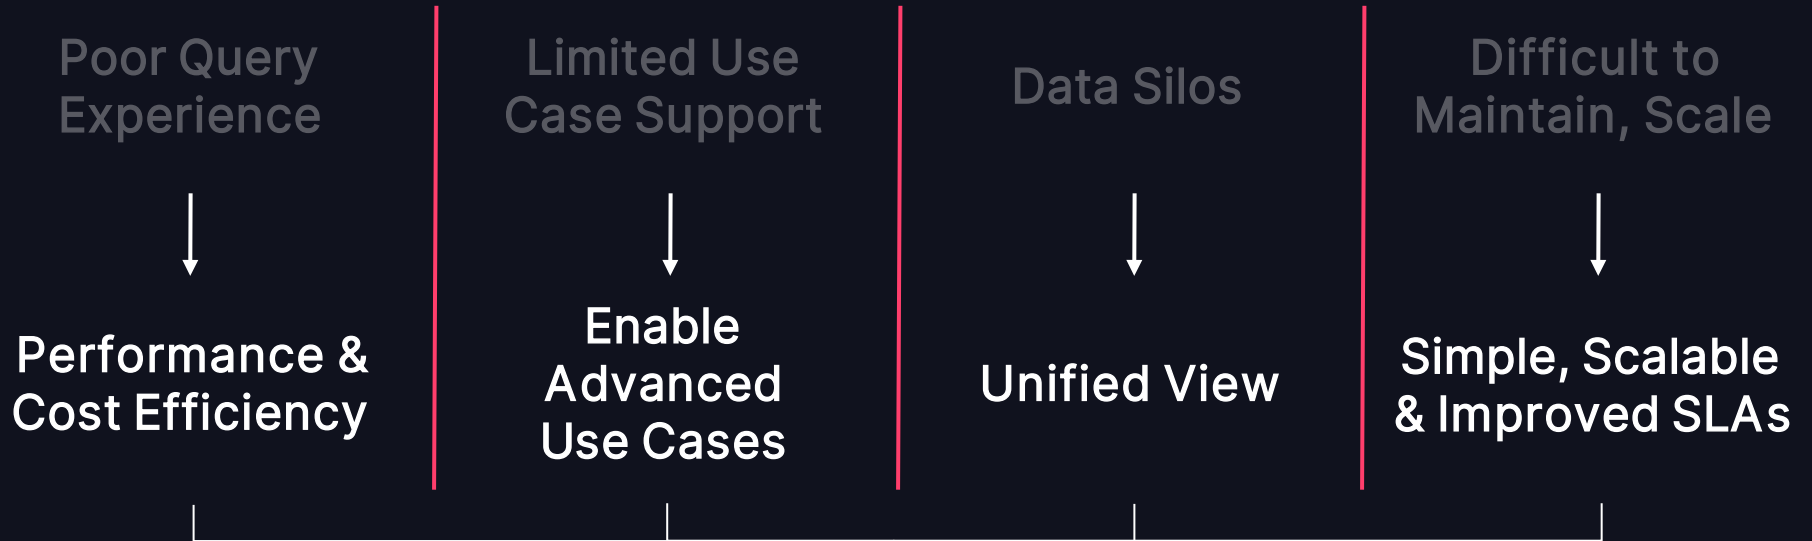 Poor Query
Experience
Limited Use
Case Support
Data Silos
Difficult to
Maintain, Scale
Performance &
Cost Efficiency
Enable
Advanced
Use Cases
Unified View
Simple, Scalable
& Improved SLAs